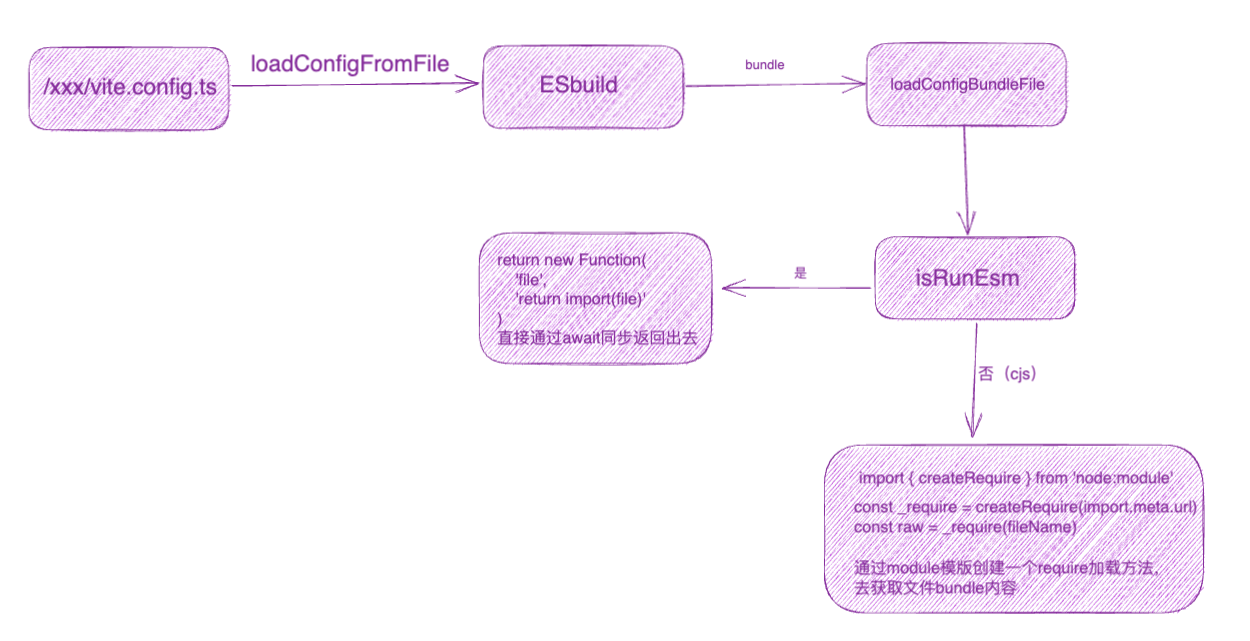 /xxx/vite.config.ts
loadConfigFromFile
ESbuild
bundle
loadConfigBundleFile
isRunEsm
是
return new Function(
'file',
'return import(file)'
)
直接通过await同步返回出去
否（cjs）
import { createRequire } from 'node:module'
const _require = createRequire(import.meta.url)
const raw = _require(fileName)
通过module模版创建一个require加载方法,
去获取文件bundle内容